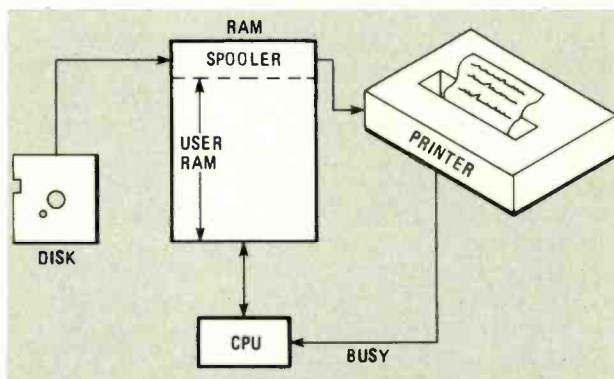 RAM
SPOOLER
USER
RAM
PRINTER
DISK
CPU
BUSY